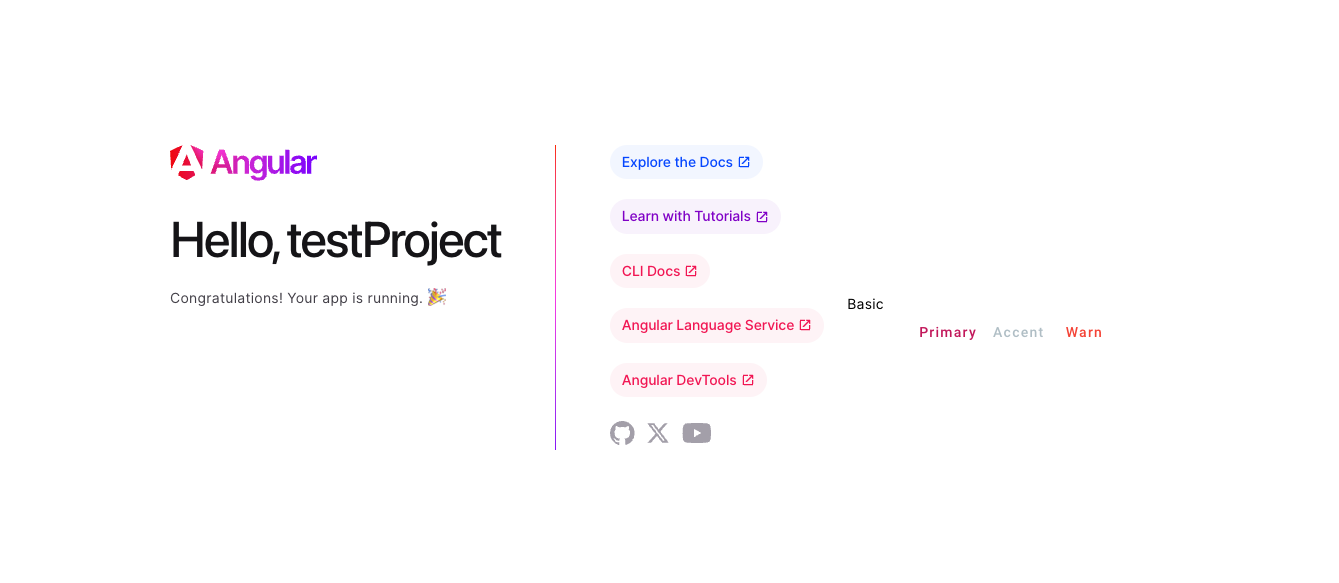 Angular
Hello, testProject
Congratulations! Your app is running. 🎉
Explore the Docs
Learn with Tutorials
CLI Docs
Angular Language Service
Angular DevTools
Basic
Primary Accent Warn